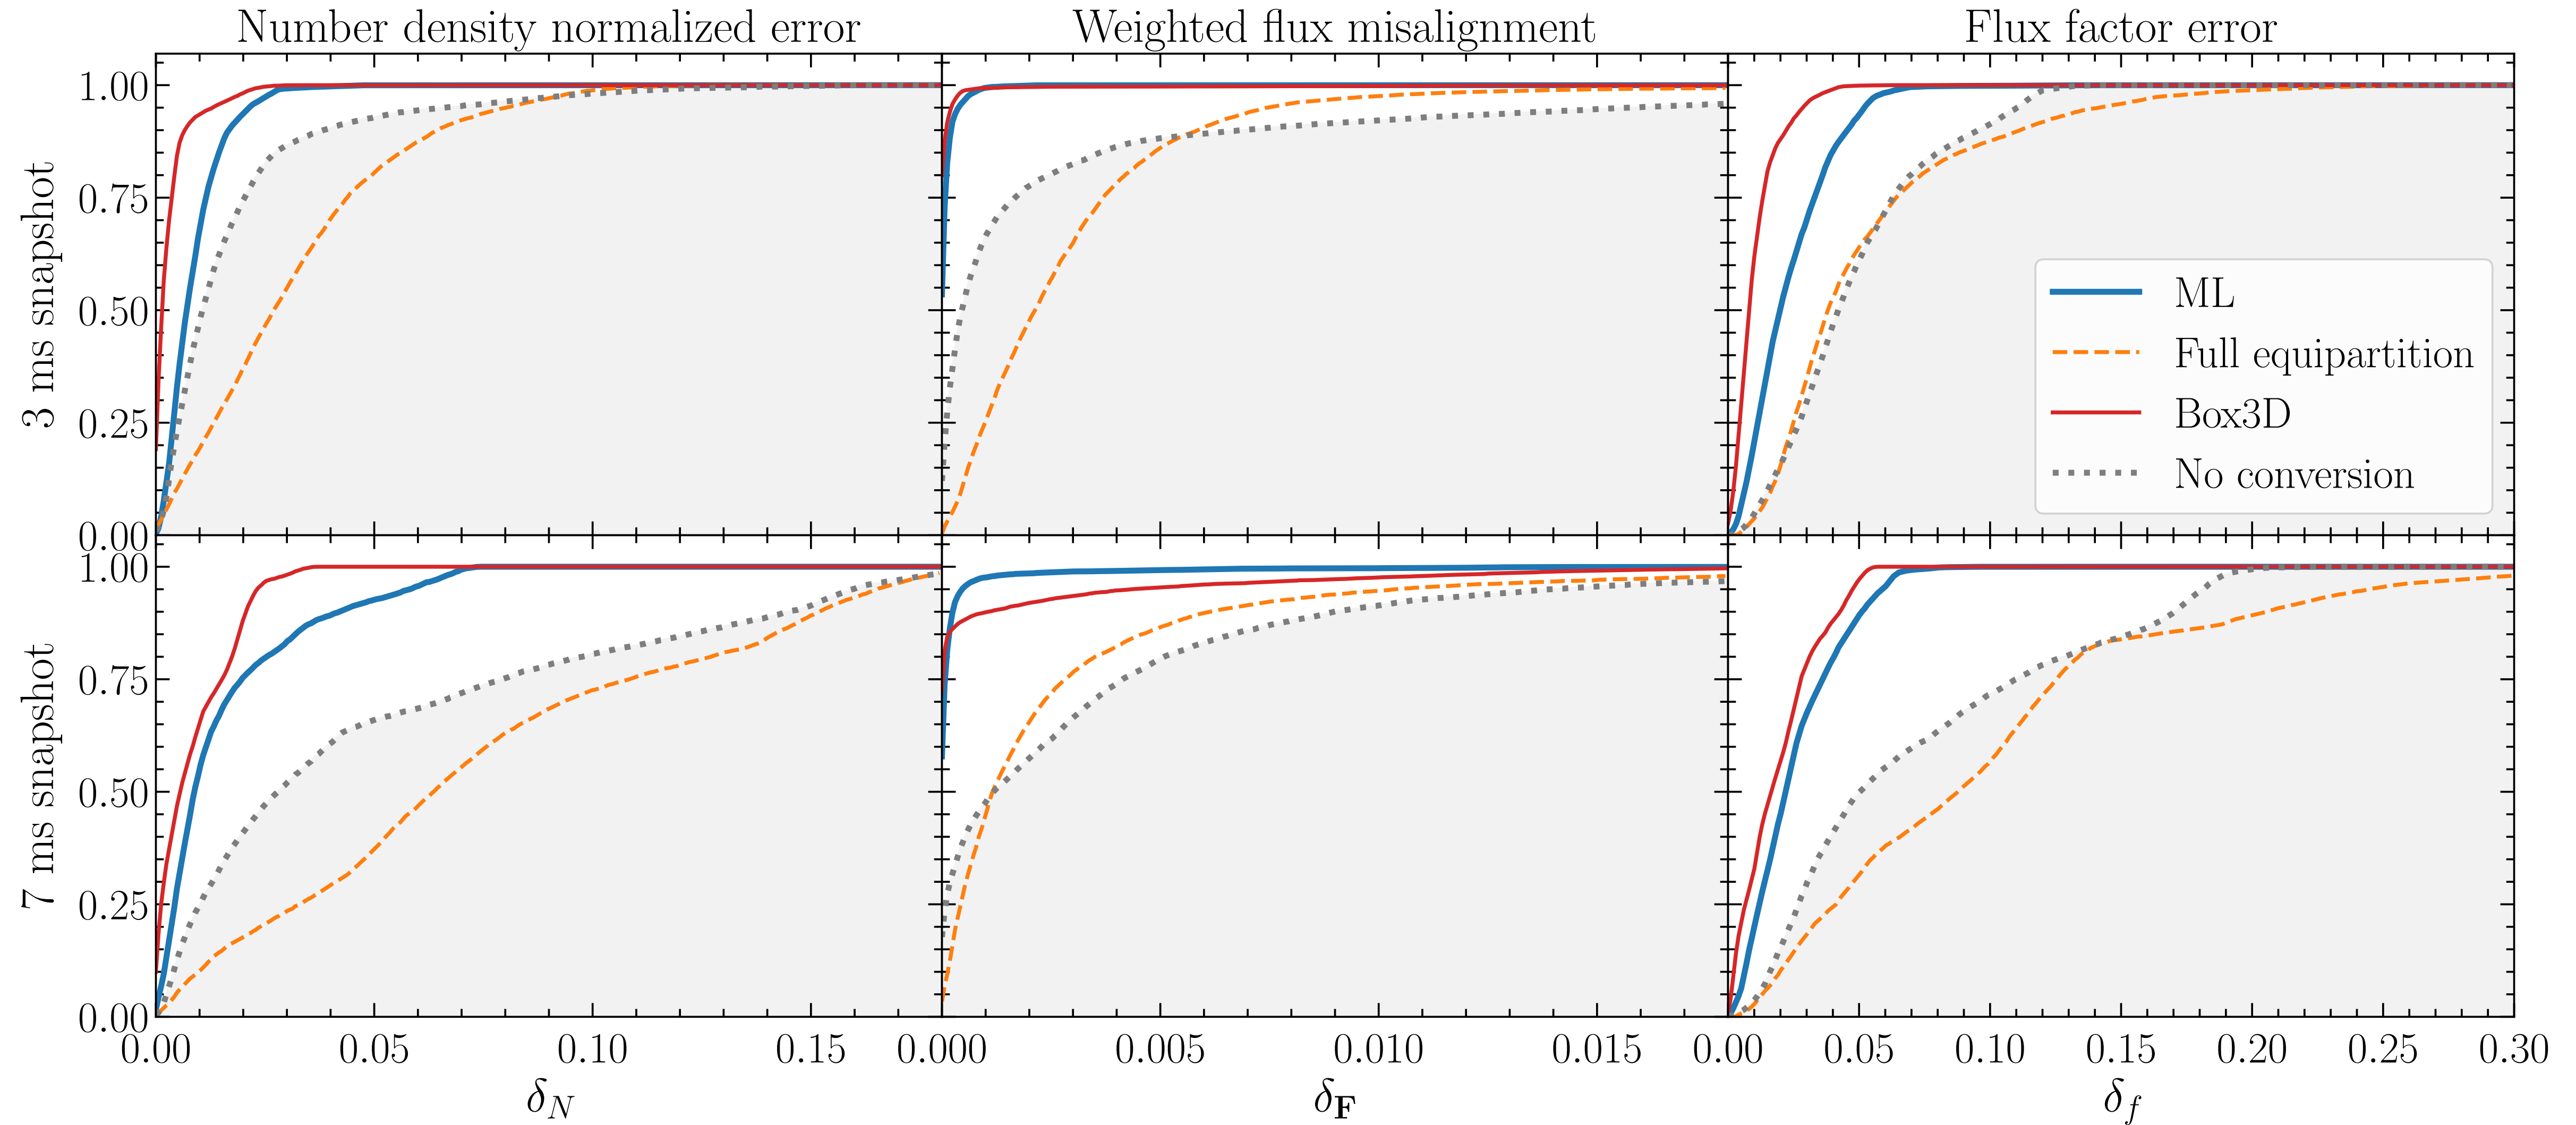 Number density normalized error
Weighted flux misalignment
Flux factor error
3 ms snapshot
1.00
0.75
0.50
0.25
0.00
ML
Full equipartition
Box3D
No conversion
7 ms snapshot
1.00
0.75
0.50
0.25
0.00
0.00 0.05 0.10 0.15
0.000 0.005 0.010 0.015
0.00 0.05 0.10 0.15 0.20 0.25 0.30
δN
δF
δf